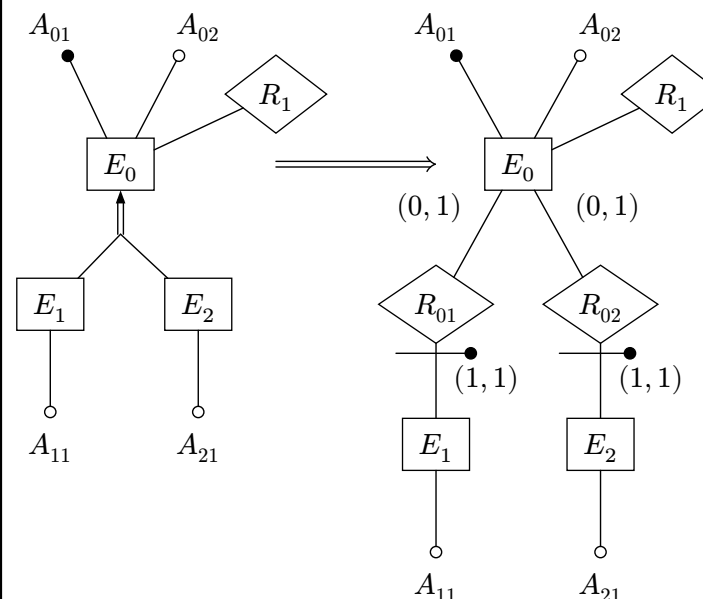 A₀₁ A₀₂ A₀₁ A₀₂
R₁ R₁
E₀ E₀
(0, 1) (0, 1)
E₁ E₂ R₀₁ R₀₂
(1, 1) (1, 1)
A₁₁ A₂₁ E₁ E₂
A₁₁ A₂₁